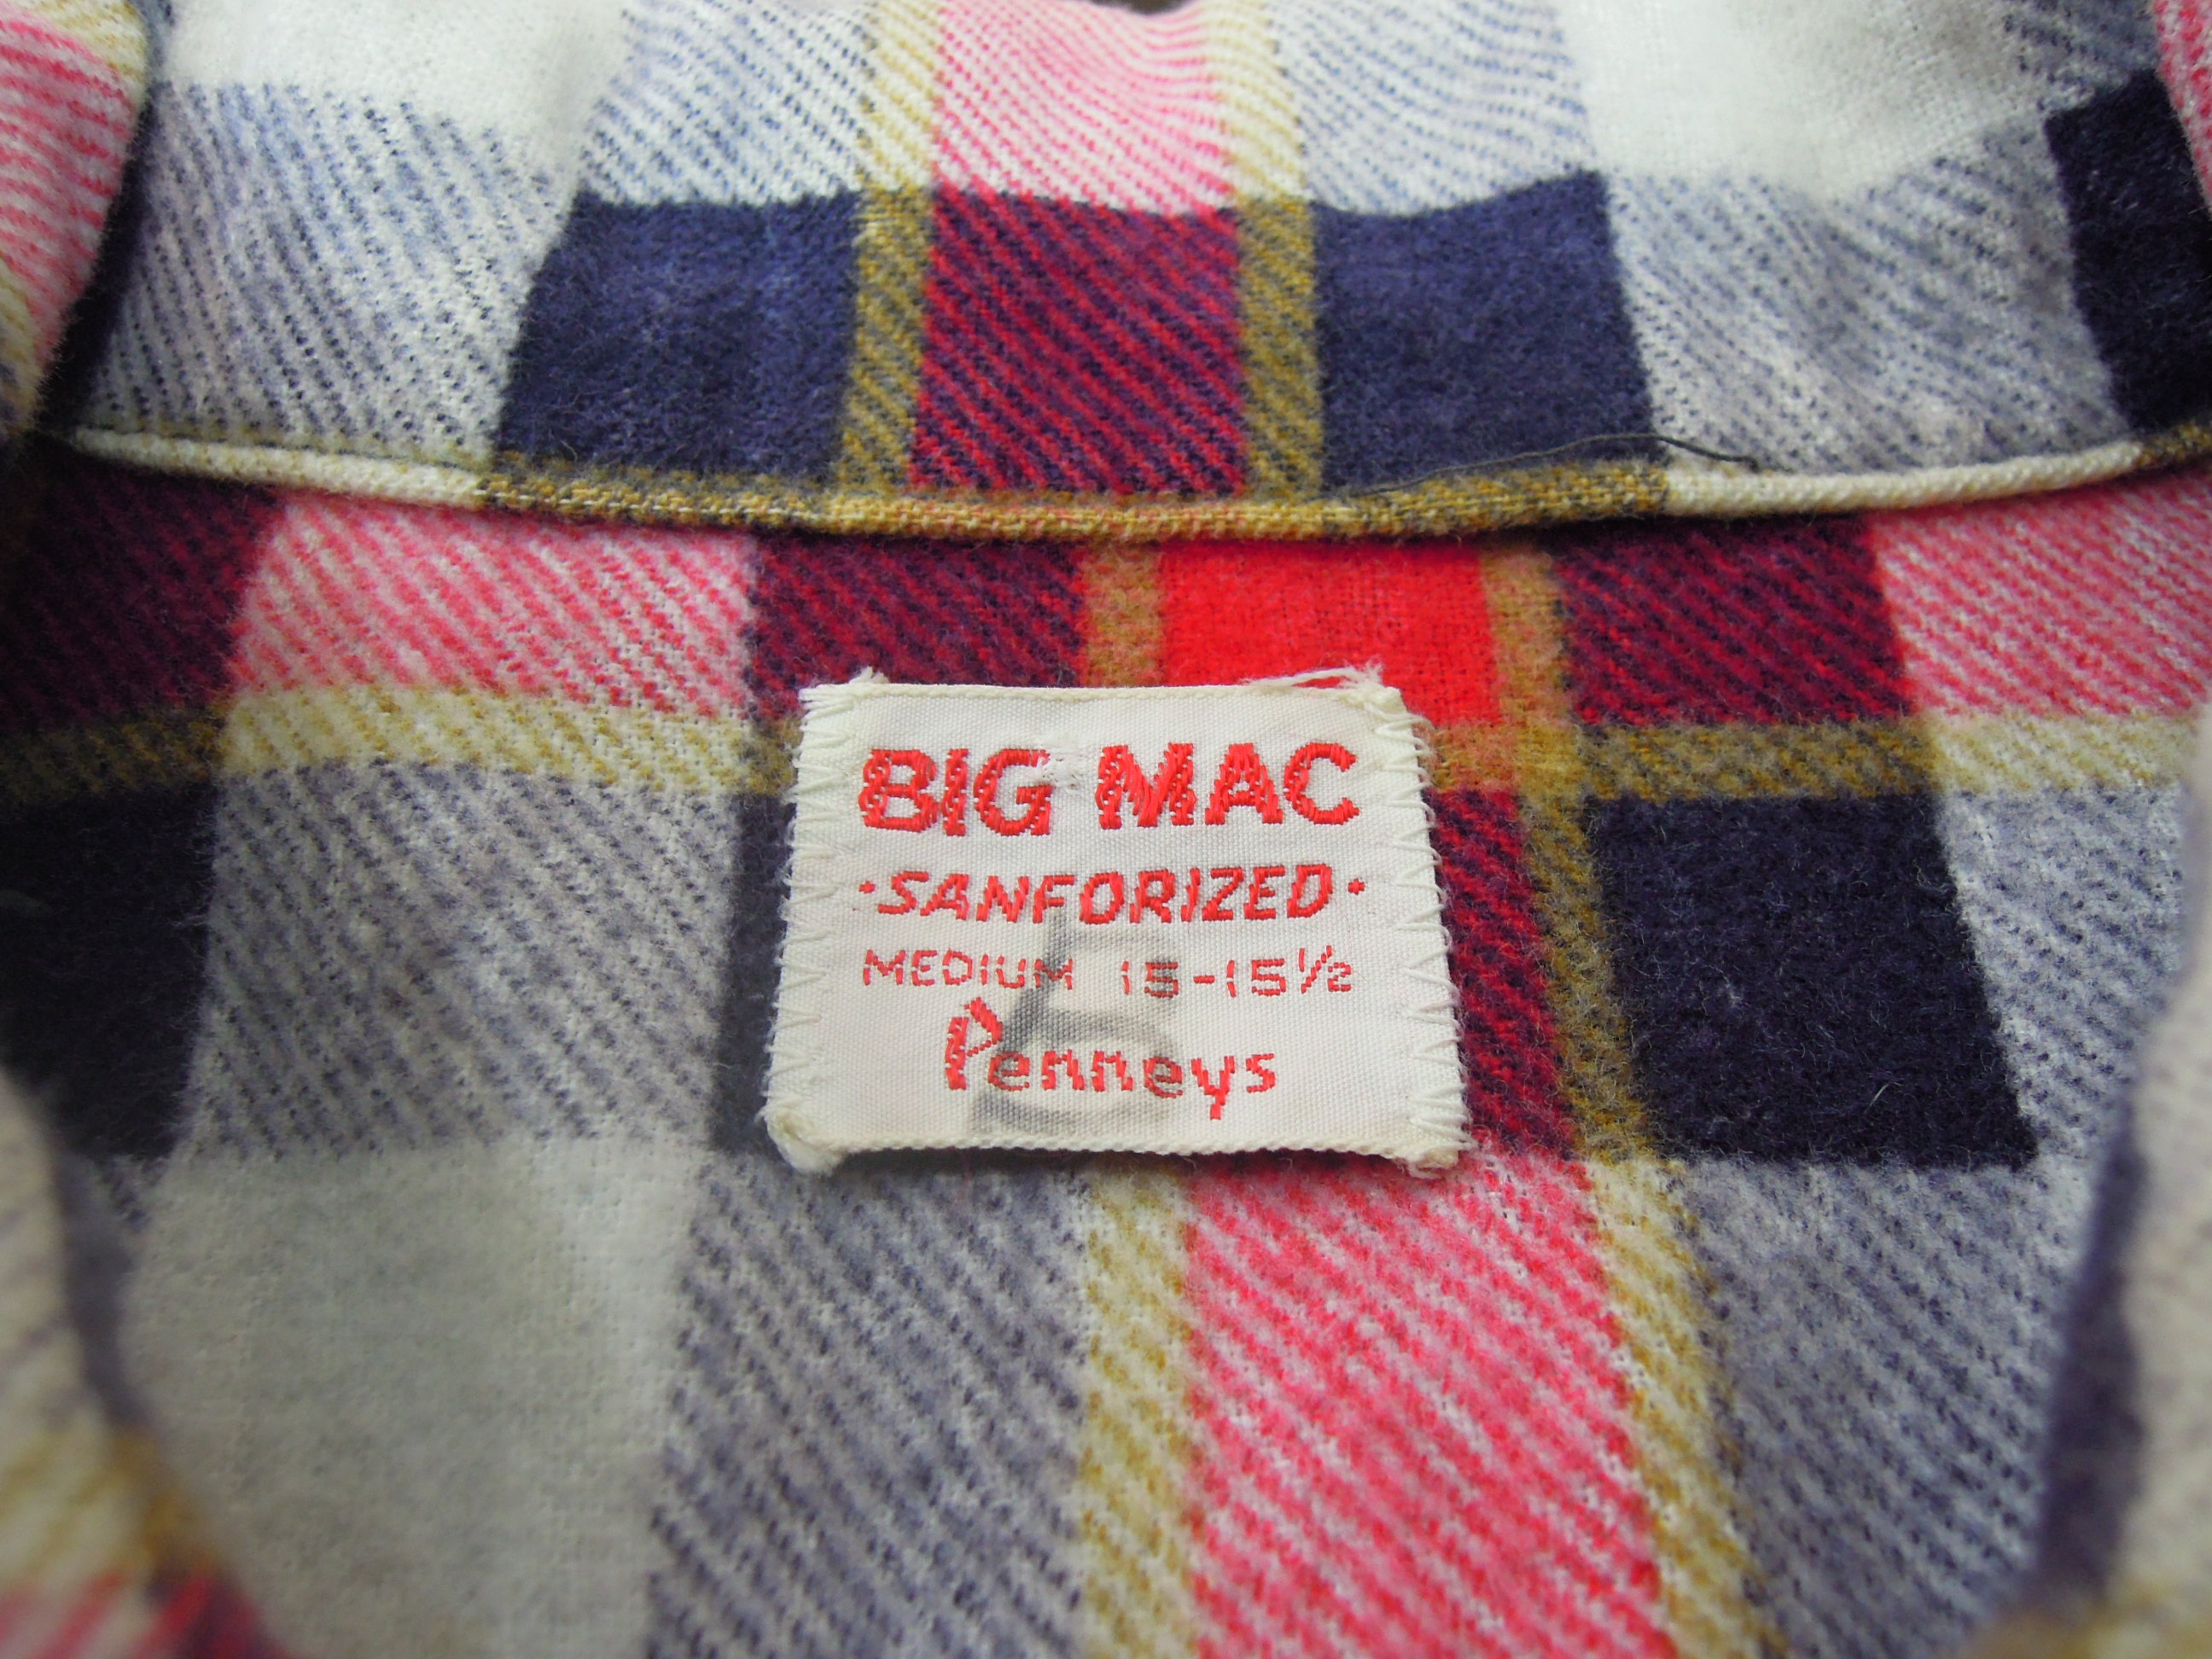 BIG MAC
·SANFORIZED·
MEDIUM 15-15½
Penneys